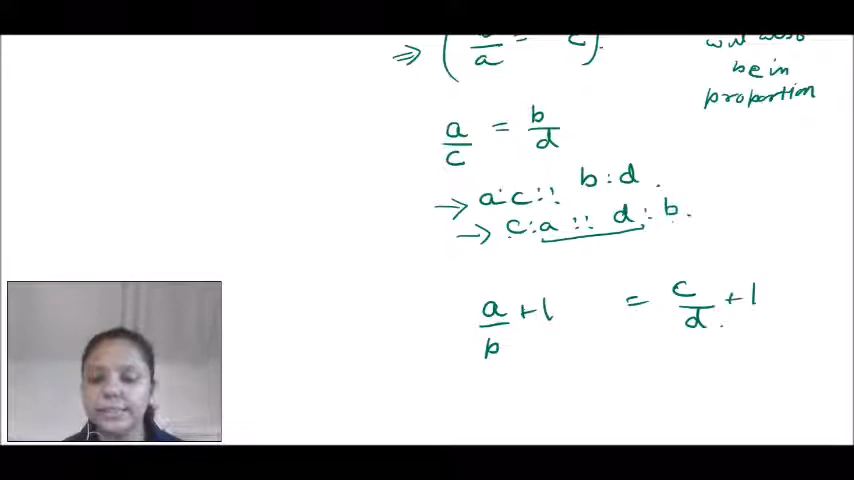 be in
proportion
⇒ ( /a = /c )
a/c = b/d
→ a:c :: b:d.
→ c:a :: d:b.
a/b +1 = c/d +1